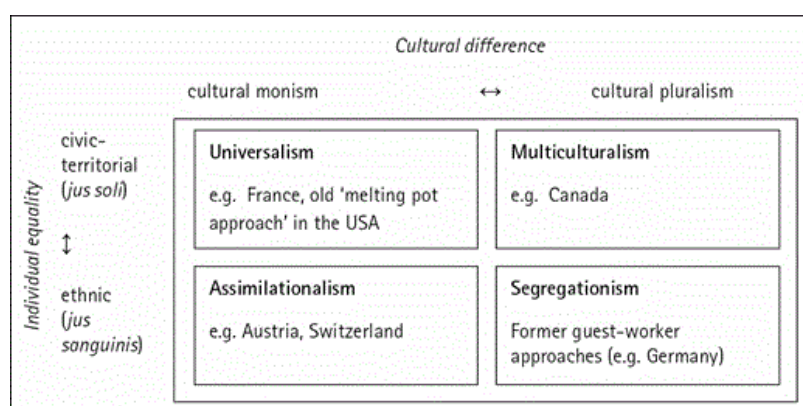 Cultural difference
cultural monism ↔ cultural pluralism
Individual equality
civic-
territorial
(jus soli)
↕
ethnic
(jus
sanguinis)
Universalism
e.g. France, old ‘melting pot
approach’ in the USA
Multiculturalism
e.g. Canada
Assimilationalism
e.g. Austria, Switzerland
Segregationism
Former guest-worker
approaches (e.g. Germany)